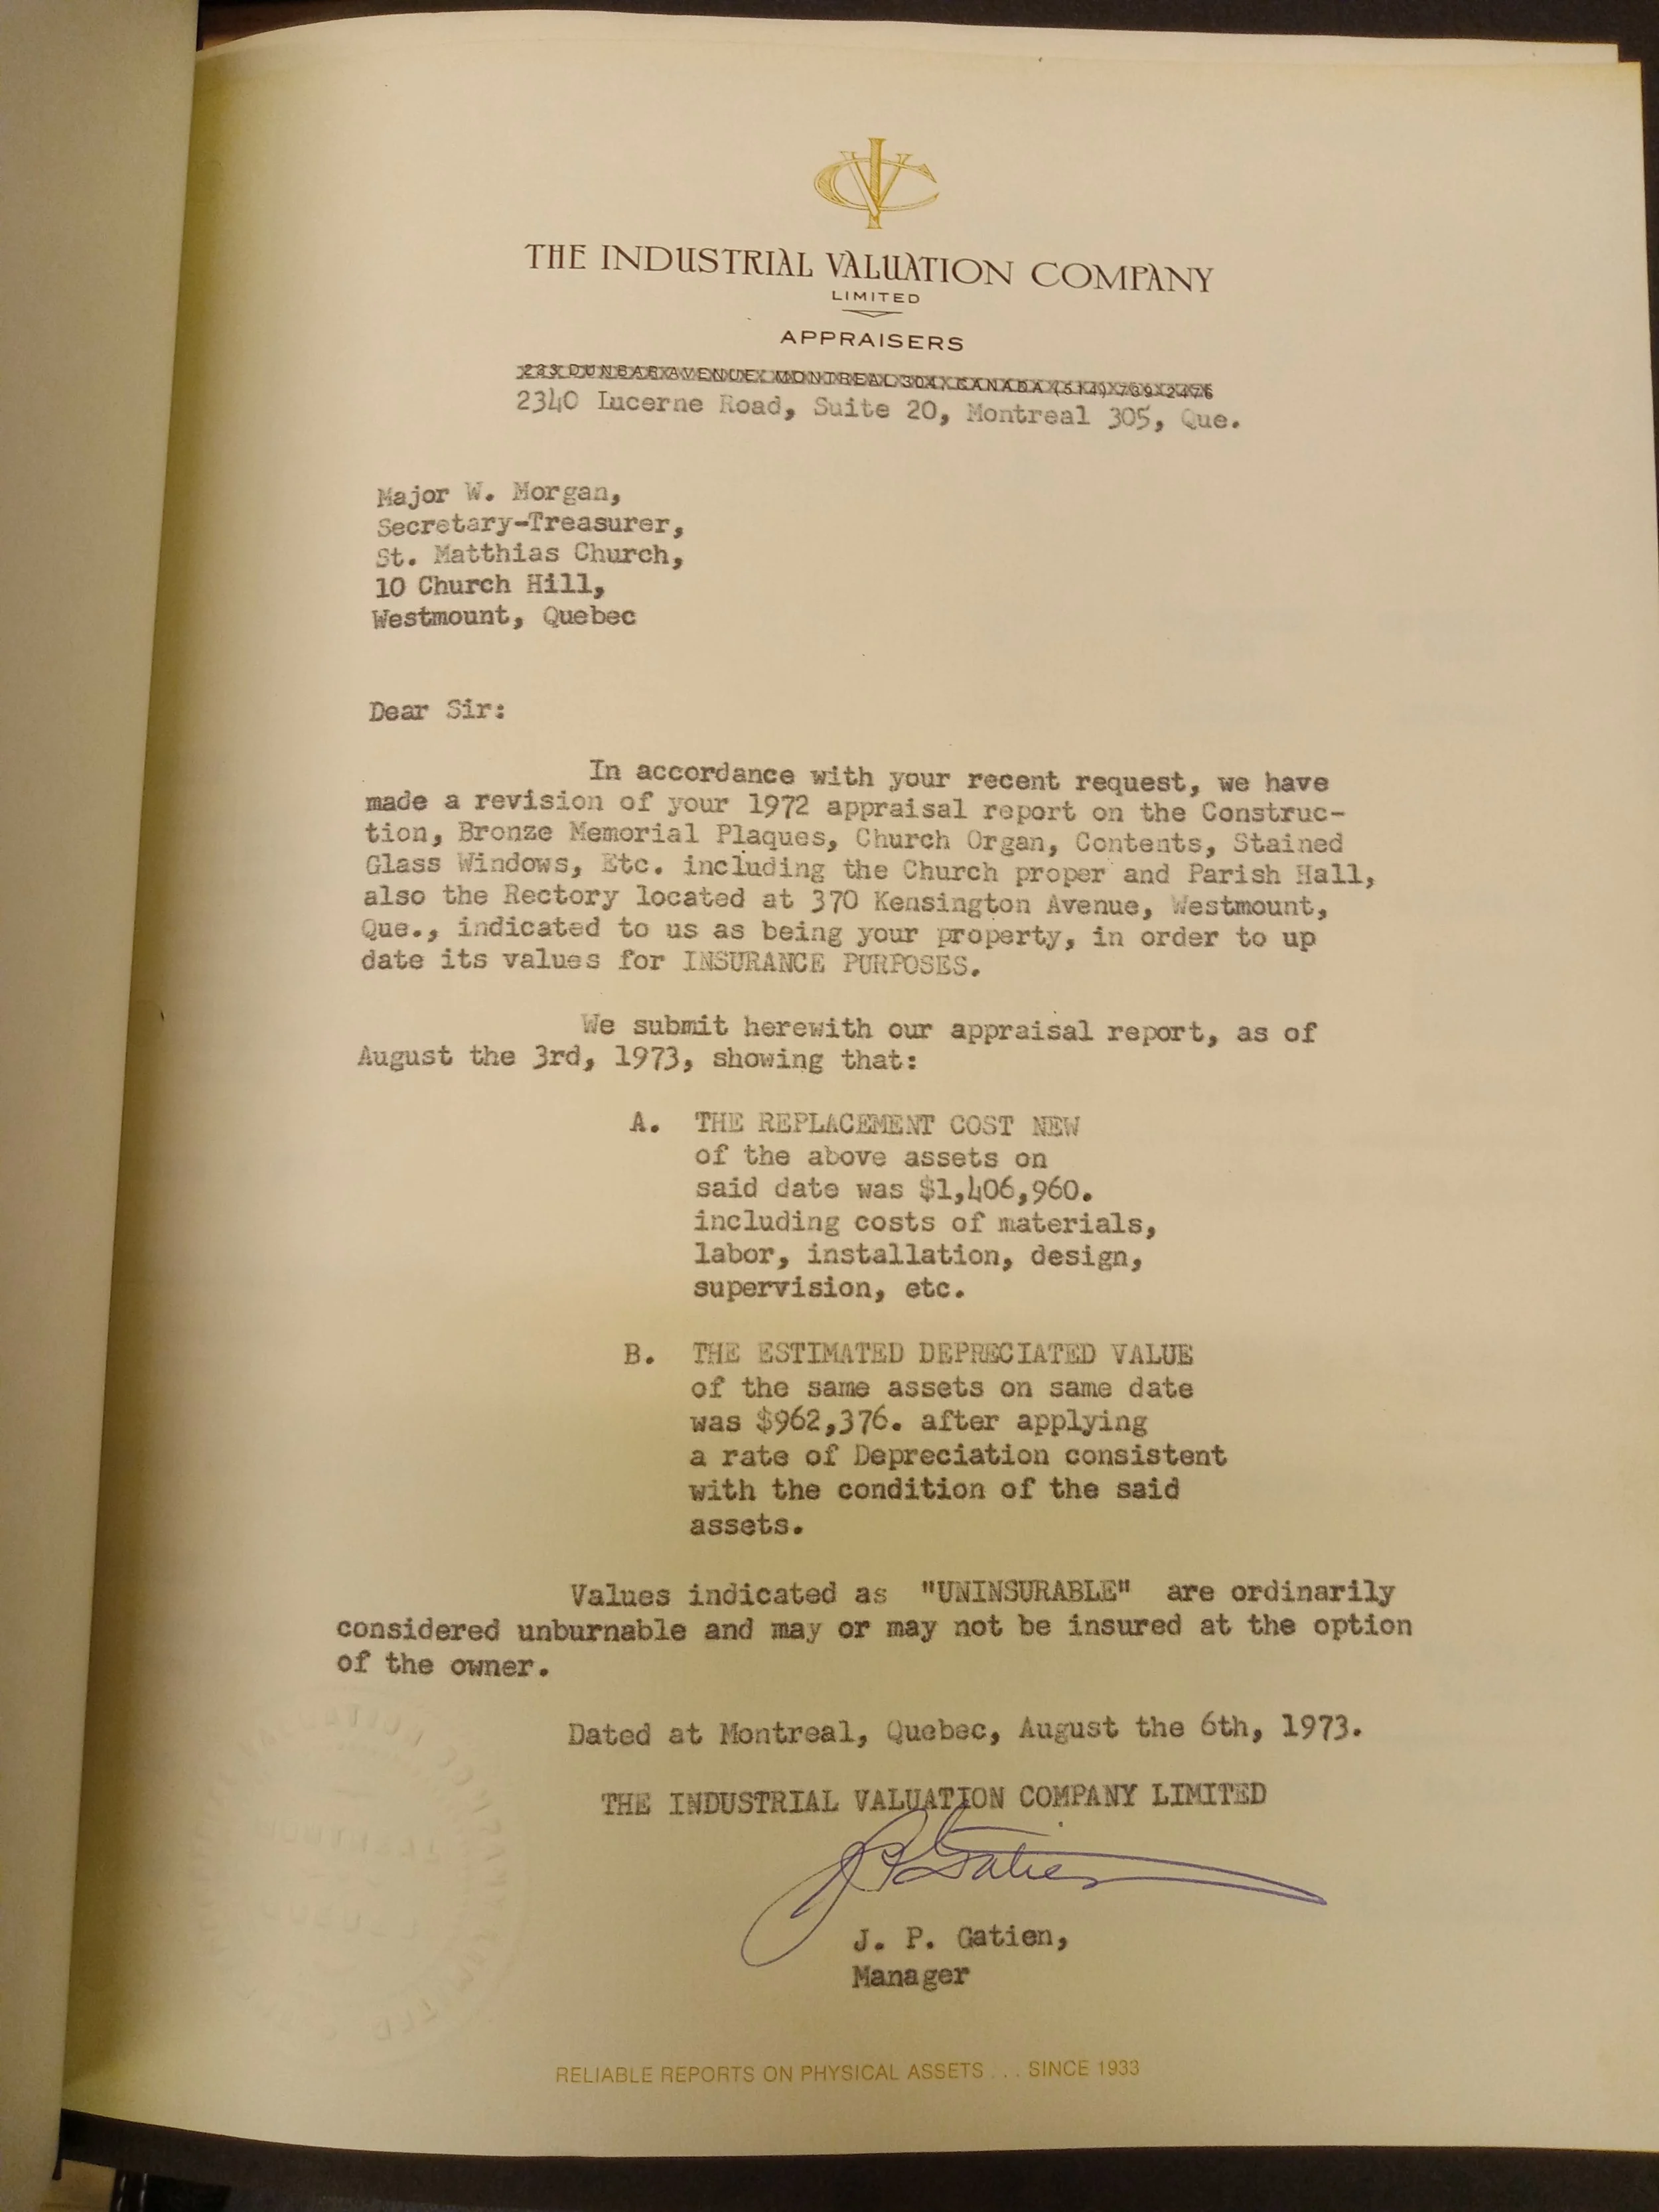 THE INDUSTRIAL VALUATION COMPANY
LIMITED
APPRAISERS
DUNBAR AVENUE MONTREAL 304 CANADA (514)
2340 Lucerne Road, Suite 20, Montreal 305, Que.
Major W. Morgan,
Secretary-Treasurer,
St. Matthias Church,
10 Church Hill,
Westmount, Quebec
Dear Sir:
In accordance with your recent request, we have
made a revision of your 1972 appraisal report on the Construc-
tion, Bronze Memorial Plaques, Church Organ, Contents, Stained
Glass Windows, Etc. including the Church proper and Parish Hall,
also the Rectory located at 370 Kensington Avenue, Westmount,
Que., indicated to us as being your property, in order to up
date its values for INSURANCE PURPOSES.
We submit herewith our appraisal report, as of
August the 3rd, 1973, showing that:
A. THE REPLACEMENT COST NEW
of the above assets on
said date was $1,406,960.
including costs of materials,
labor, installation, design,
supervision, etc.
B. THE ESTIMATED DEPRECIATED VALUE
of the same assets on same date
was $962,376. after applying
a rate of Depreciation consistent
with the condition of the said
assets.
Values indicated as "UNINSURABLE" are ordinarily
considered unburnable and may or may not be insured at the option
of the owner.
Dated at Montreal, Quebec, August the 6th, 1973.
THE INDUSTRIAL VALUATION COMPANY LIMITED
J P Gatien
J. P. Gatien,
Manager
RELIABLE REPORTS ON PHYSICAL ASSETS ... SINCE 1933